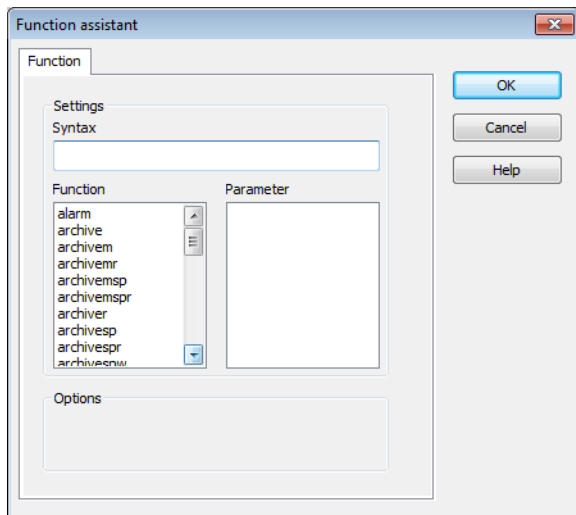 Function assistant
Function
OK
Cancel
Help
Settings
Syntax
Function
Parameter
alarm
archive
archivem
archivemr
archivemsp
archivemspr
archiver
archivesp
archivespr
archivespw
Options